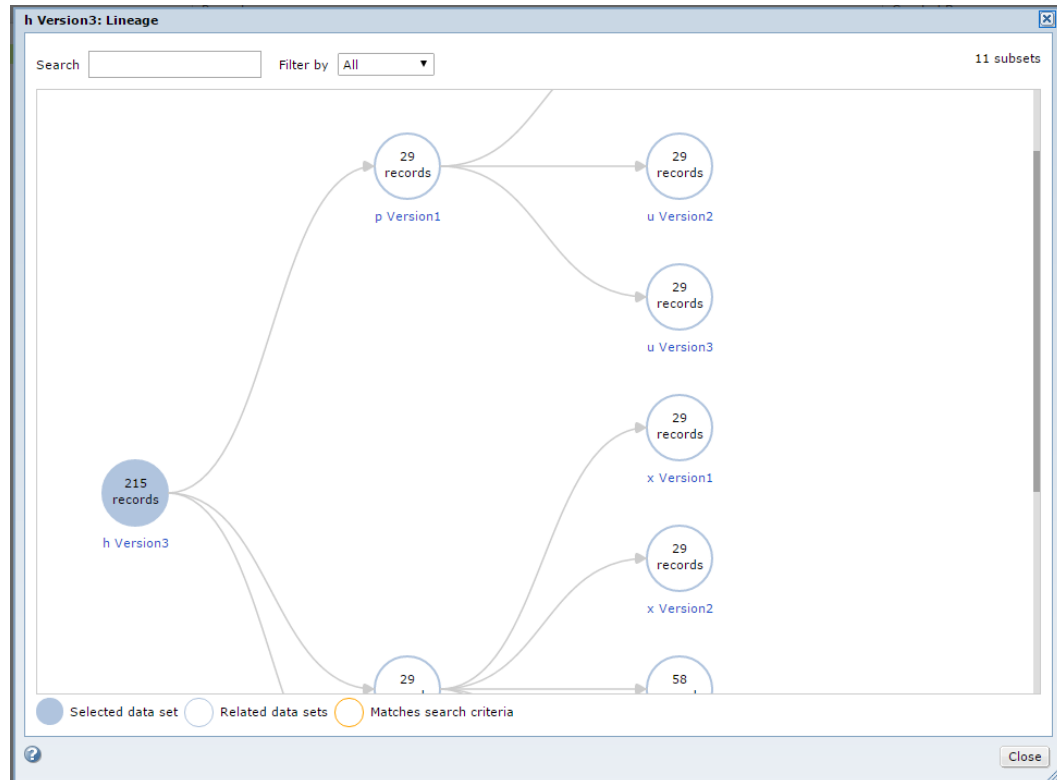 h Version3: Lineage
Search
Filter by All
11 subsets
29
records
p Version1
29
records
u Version2
29
records
u Version3
29
records
x Version1
215
records
h Version3
29
records
x Version2
29
58
Selected data set
Related data sets
Matches search criteria
?
Close